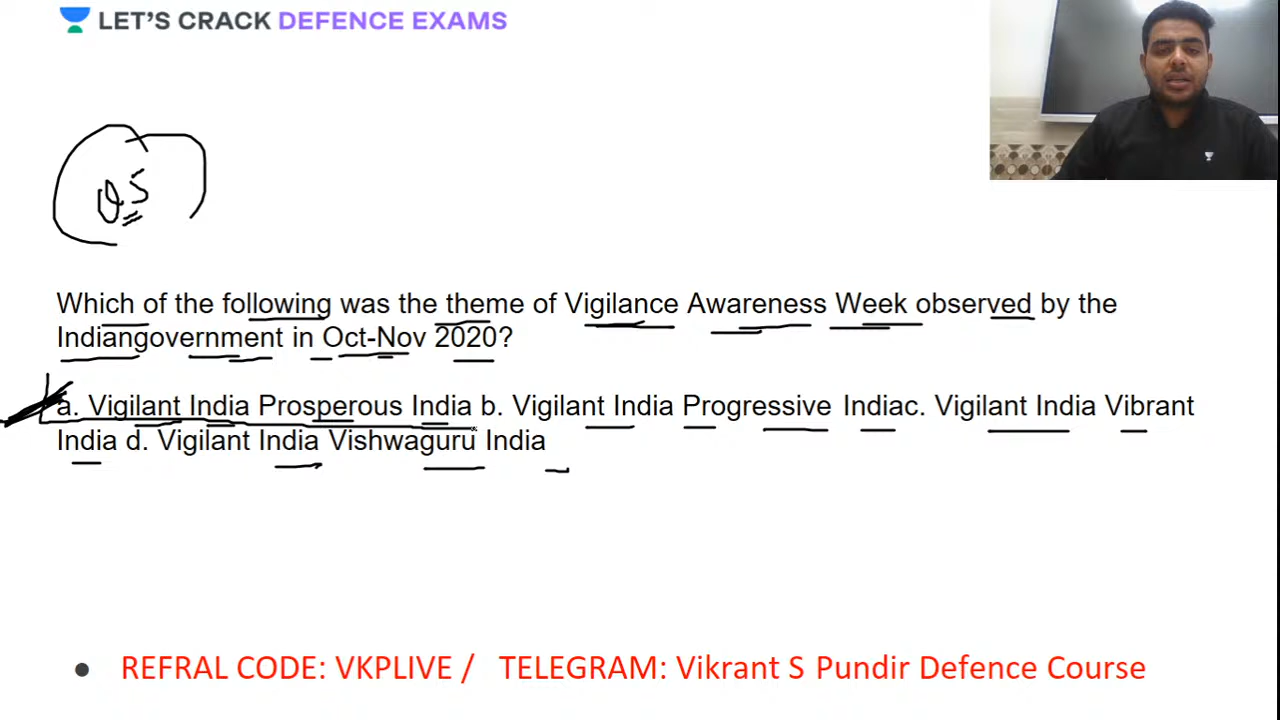 LET'S CRACK DEFENCE EXAMS
Which of the following was the theme of Vigilance Awareness Week observed by the
Indiangovernment in Oct-Nov 2020?
a. Vigilant India Prosperous India b. Vigilant India Progressive Indiac. Vigilant India Vibrant
India d. Vigilant India Vishwaguru India
REFRAL CODE: VKPLIVE / TELEGRAM: Vikrant S Pundir Defence Course